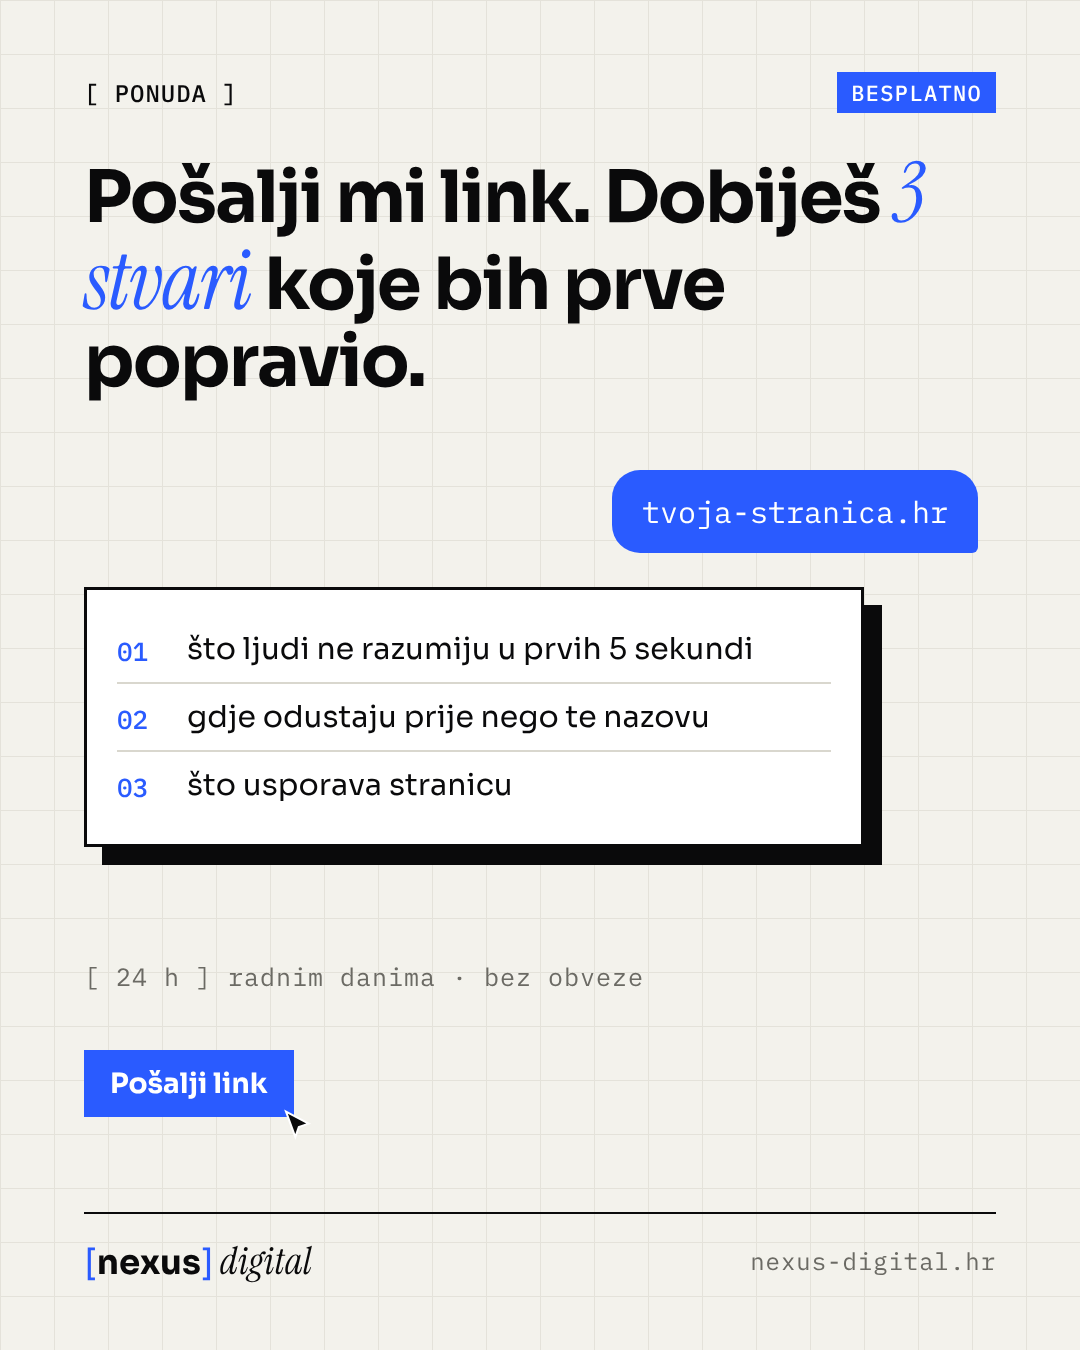 [ PONUDA ]
BESPLATNO
Pošalji mi link. Dobiješ 3
stvari koje bih prve
popravio.
tvoja-stranica.hr
01 što ljudi ne razumiju u prvih 5 sekundi
02 gdje odustaju prije nego te nazovu
03 što usporava stranicu
[ 24 h ] radnim danima · bez obveze
Pošalji link
[nexus] digital
nexus-digital.hr